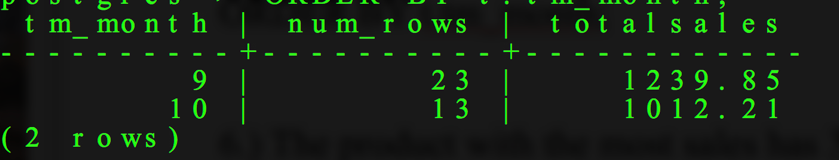 tm_month | num_rows | totalsales
----------+----------+------------
9 | 23 | 1239.85
10 | 13 | 1012.21
(2 rows)